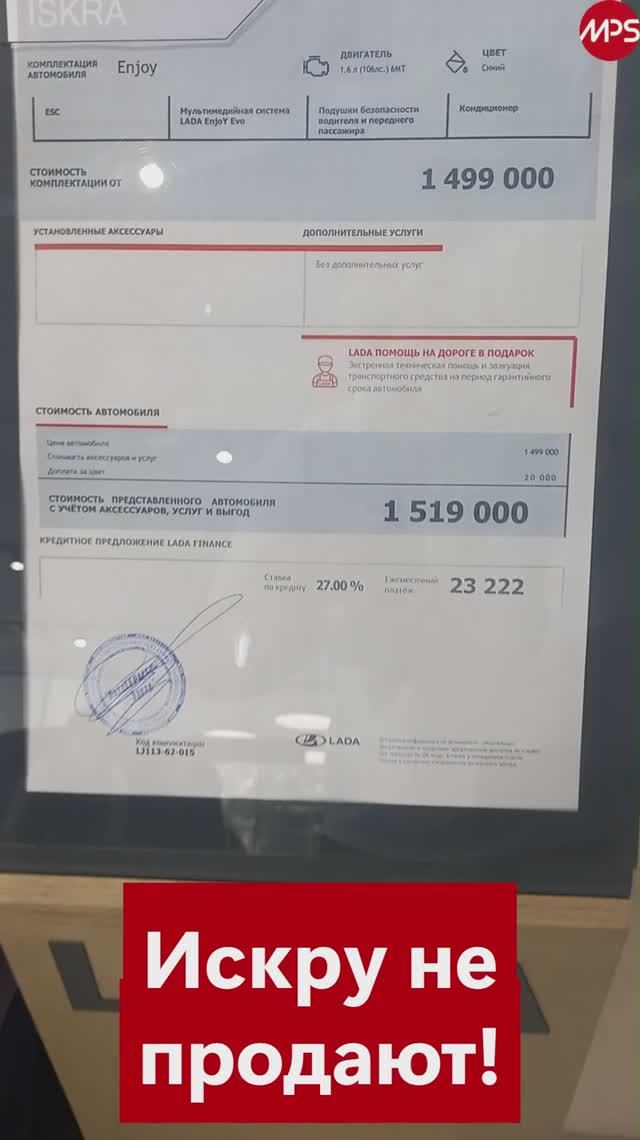 ISKRA
MPS
КОМПЛЕКТАЦИЯ
АВТОМОБИЛЯ
Enjoy
ДВИГАТЕЛЬ
1.6 л (106лс.) 6МТ
ЦВЕТ
Синий
ESC
Мультимедийная система
LADA EnjoY Evo
Подушки безопасности
водителя и переднего
пассажира
Кондиционер
СТОИМОСТЬ
КОМПЛЕКТАЦИИ ОТ
1 499 000
УСТАНОВЛЕННЫЕ АКСЕССУАРЫ
ДОПОЛНИТЕЛЬНЫЕ УСЛУГИ
Без дополнительных услуг
LADA ПОМОЩЬ НА ДОРОГЕ В ПОДАРОК
Экстренная техническая помощь и эвакуация
транспортного средства на период гарантийного
срока автомобиля
СТОИМОСТЬ АВТОМОБИЛЯ
Цена автомобиля
1 499 000
Стоимость аксессуаров и услуг
Доплата за цвет
20 000
СТОИМОСТЬ ПРЕДСТАВЛЕННОГО АВТОМОБИЛЯ
С УЧЁТОМ АКСЕССУАРОВ, УСЛУГ И ВЫГОД
1 519 000
КРЕДИТНОЕ ПРЕДЛОЖЕНИЕ LADA FINANCE
Ставка
по кредиту
27.00 %
Ежемесячный
платёж
23 222
Код комплектации
LJ113-62-015
LADA
Искру не
продают!